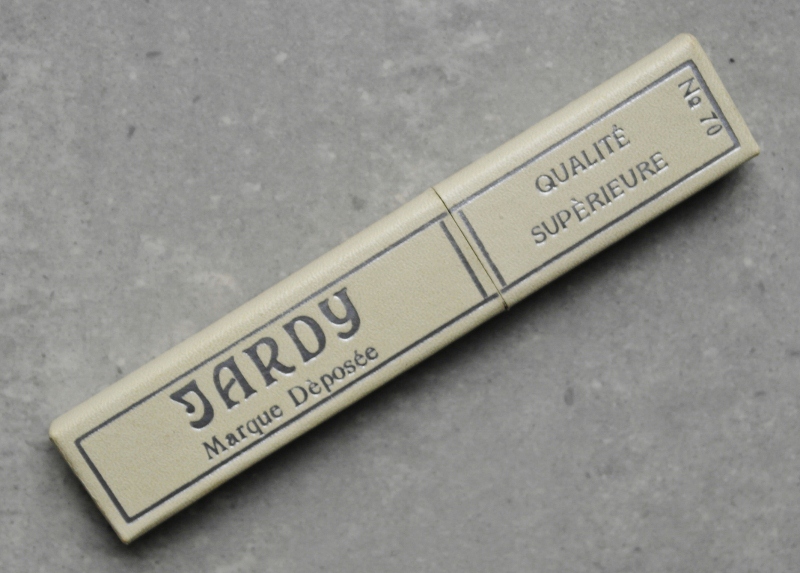 JARDY
Marque Dèposée
QUALITÉ
SUPÈRIEURE
No 70